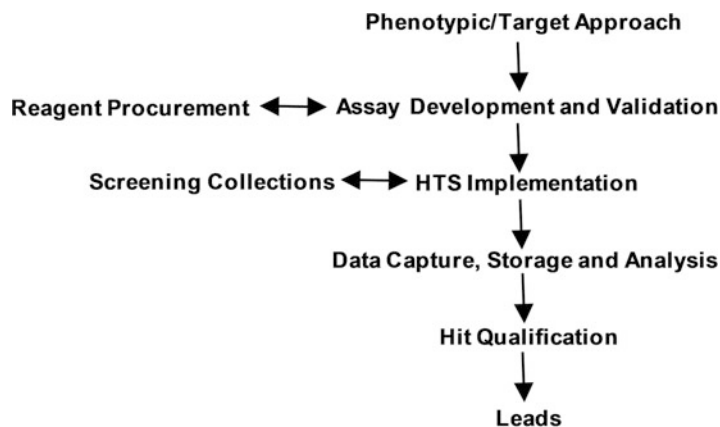 Phenotypic/Target Approach
Reagent Procurement Assay Development and Validation
Screening Collections HTS Implementation
Data Capture, Storage and Analysis
Hit Qualification
Leads